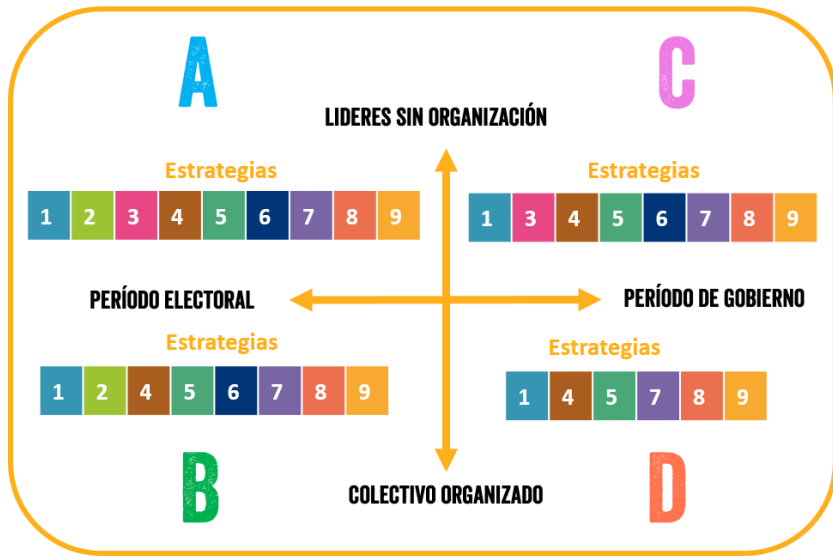 A
C
LIDERES SIN ORGANIZACIÓN
Estrategias
1 2 3 4 5 6 7 8 9
Estrategias
1 3 4 5 6 7 8 9
PERÍODO ELECTORAL
PERÍODO DE GOBIERNO
Estrategias
1 2 4 5 6 7 8 9
Estrategias
1 4 5 7 8 9
B
COLECTIVO ORGANIZADO
D